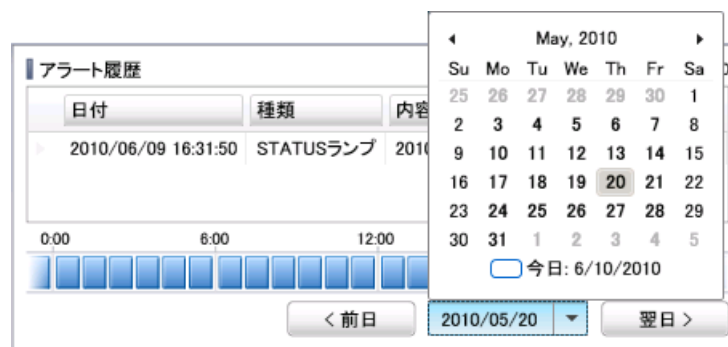 アラート履歴
日付 種類 内容
2010/06/09 16:31:50 STATUSランプ 2010
0:00 6:00 12:00
<前日 2010/05/20 翌日>
May, 2010
Su Mo Tu We Th Fr Sa
25 26 27 28 29 30 1
2 3 4 5 6 7 8
9 10 11 12 13 14 15
16 17 18 19 20 21 22
23 24 25 26 27 28 29
30 31 1 2 3 4 5
今日: 6/10/2010